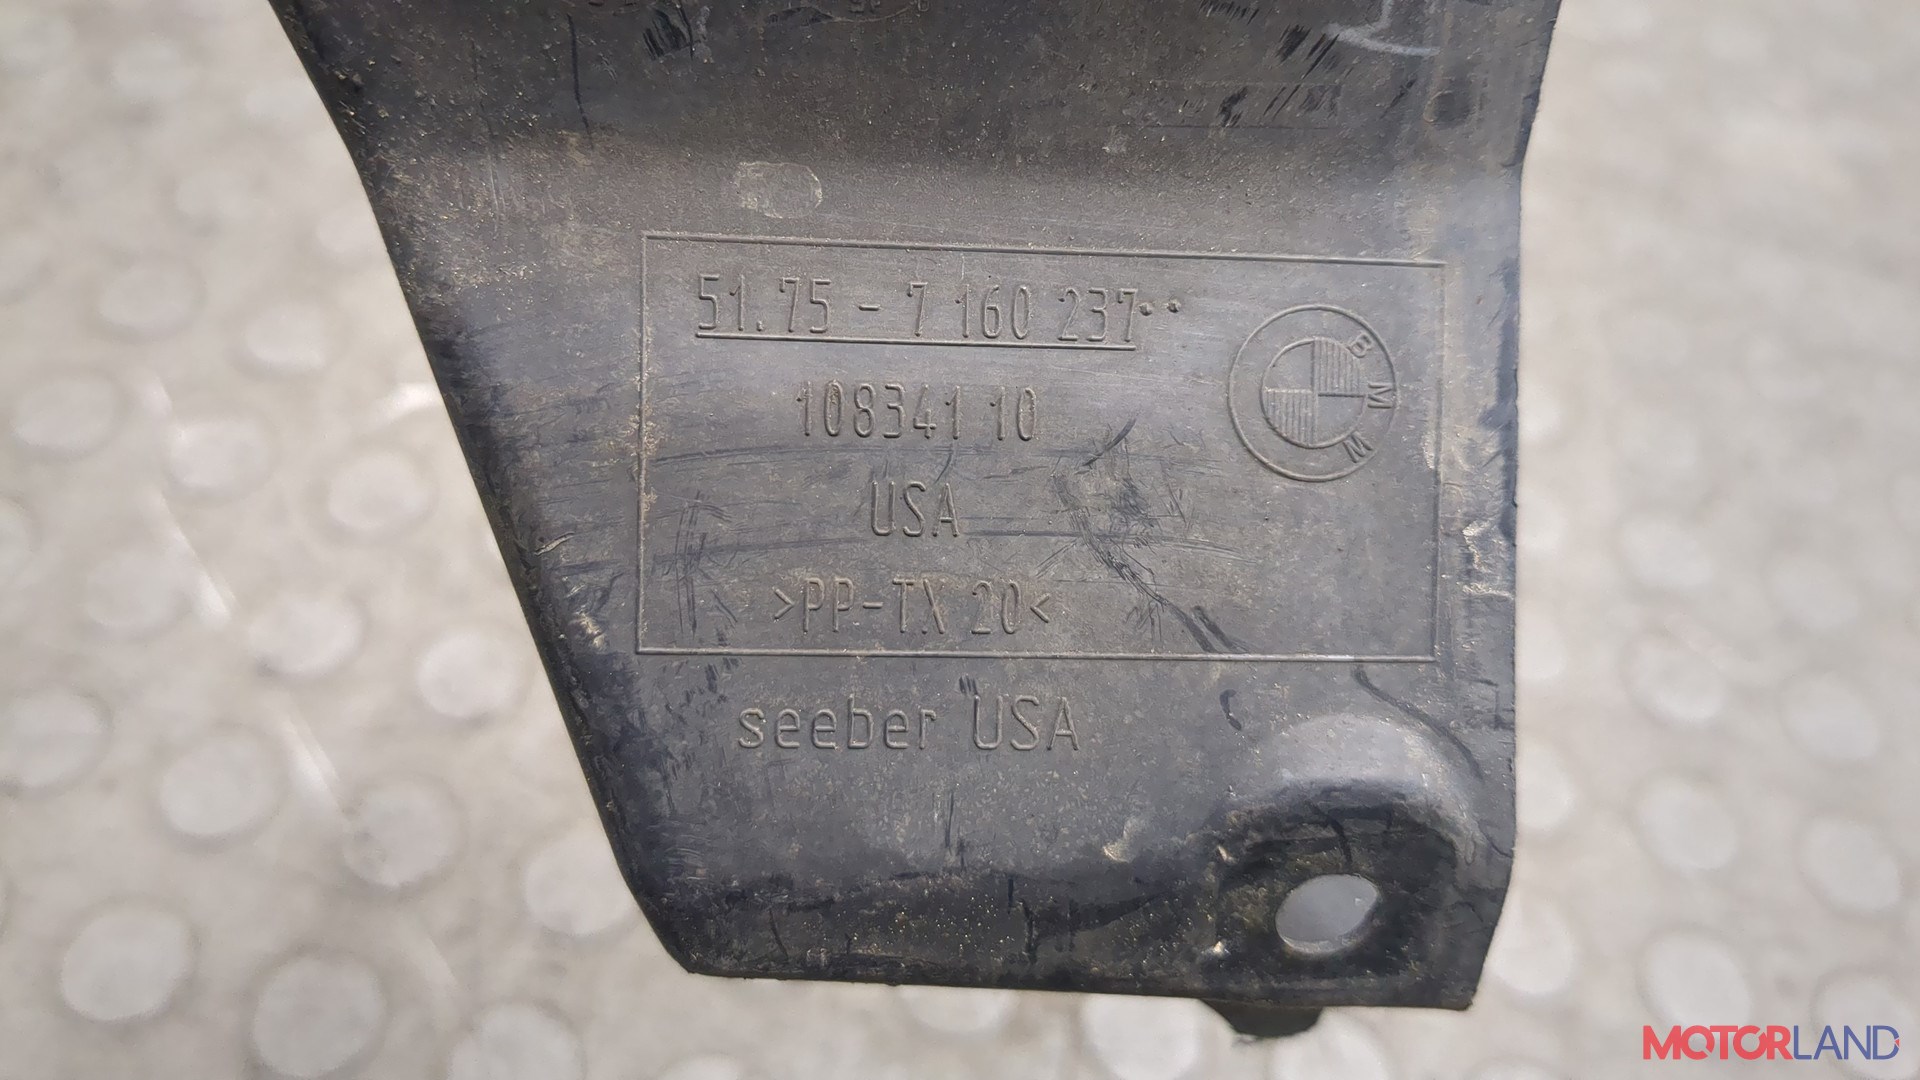 51.75 - 7 160 237••
108341 10
USA
>PP-TX 20<
BMW
seeber USA
MOTORLAND